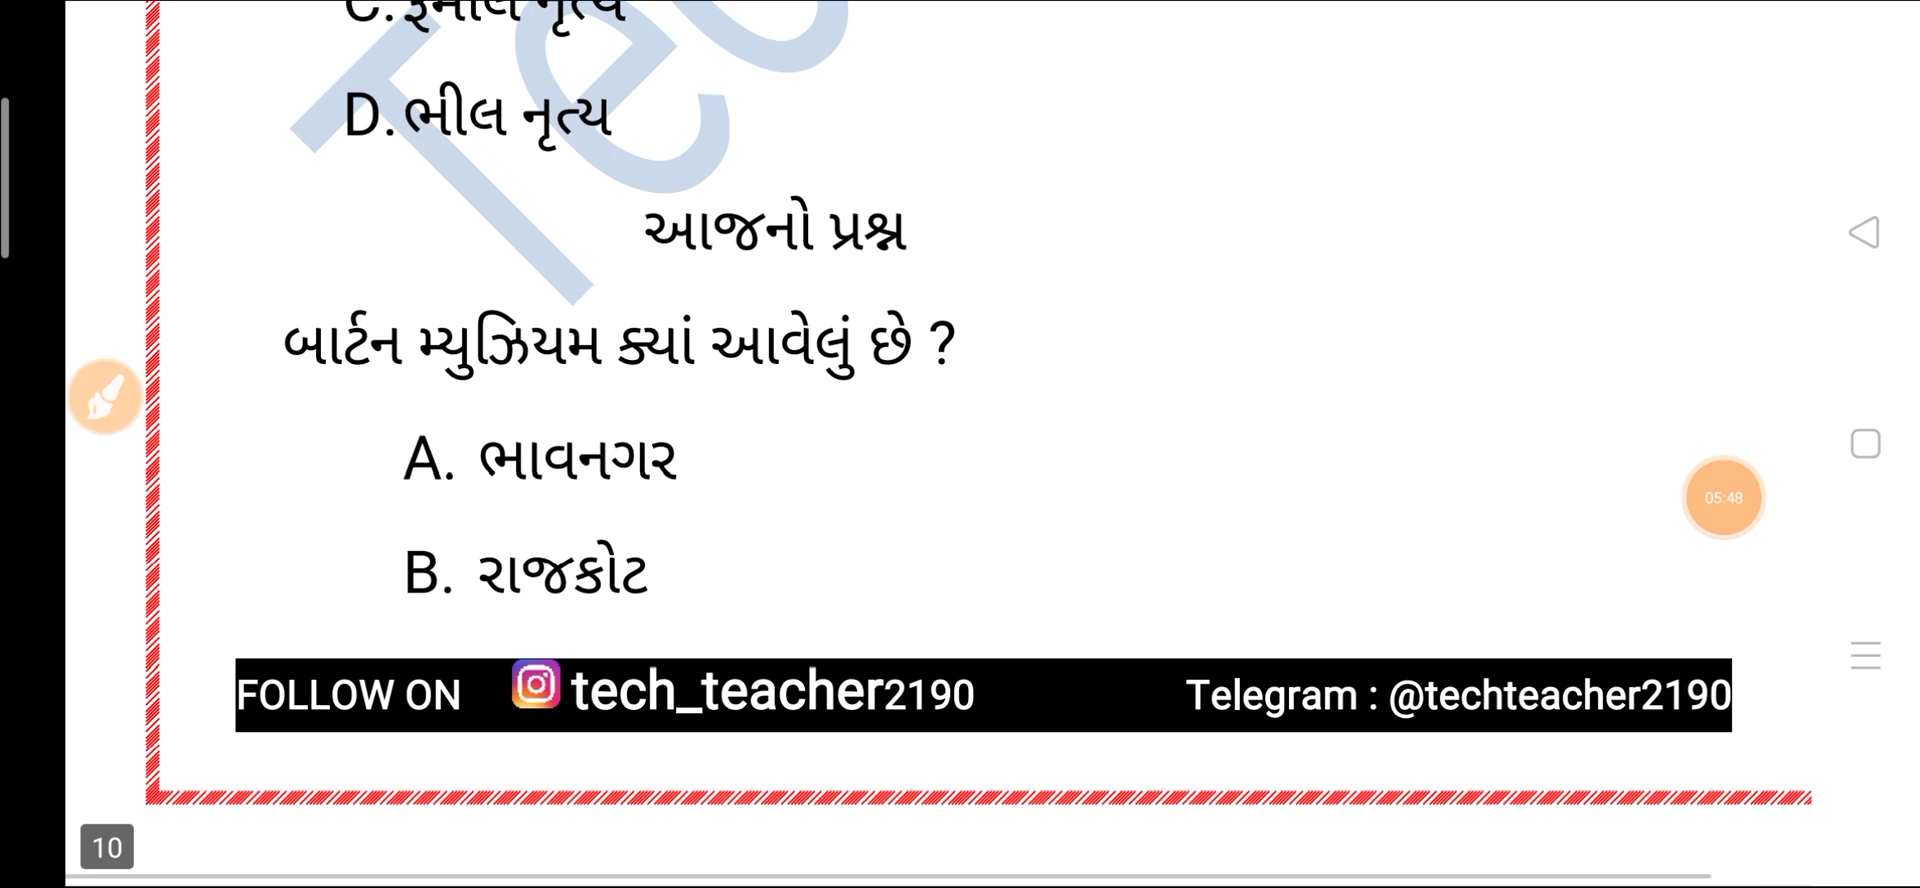 C. રૂમાલ નૃત્ય
D. ભીલ નૃત્ય
આજનો પ્રશ્ન
બાર્ટન મ્યુઝિયમ ક્યાં આવેલું છે ?
A. ભાવનગર
B. રાજકોટ
05:48
FOLLOW ON tech_teacher2190 Telegram : @techteacher2190
10